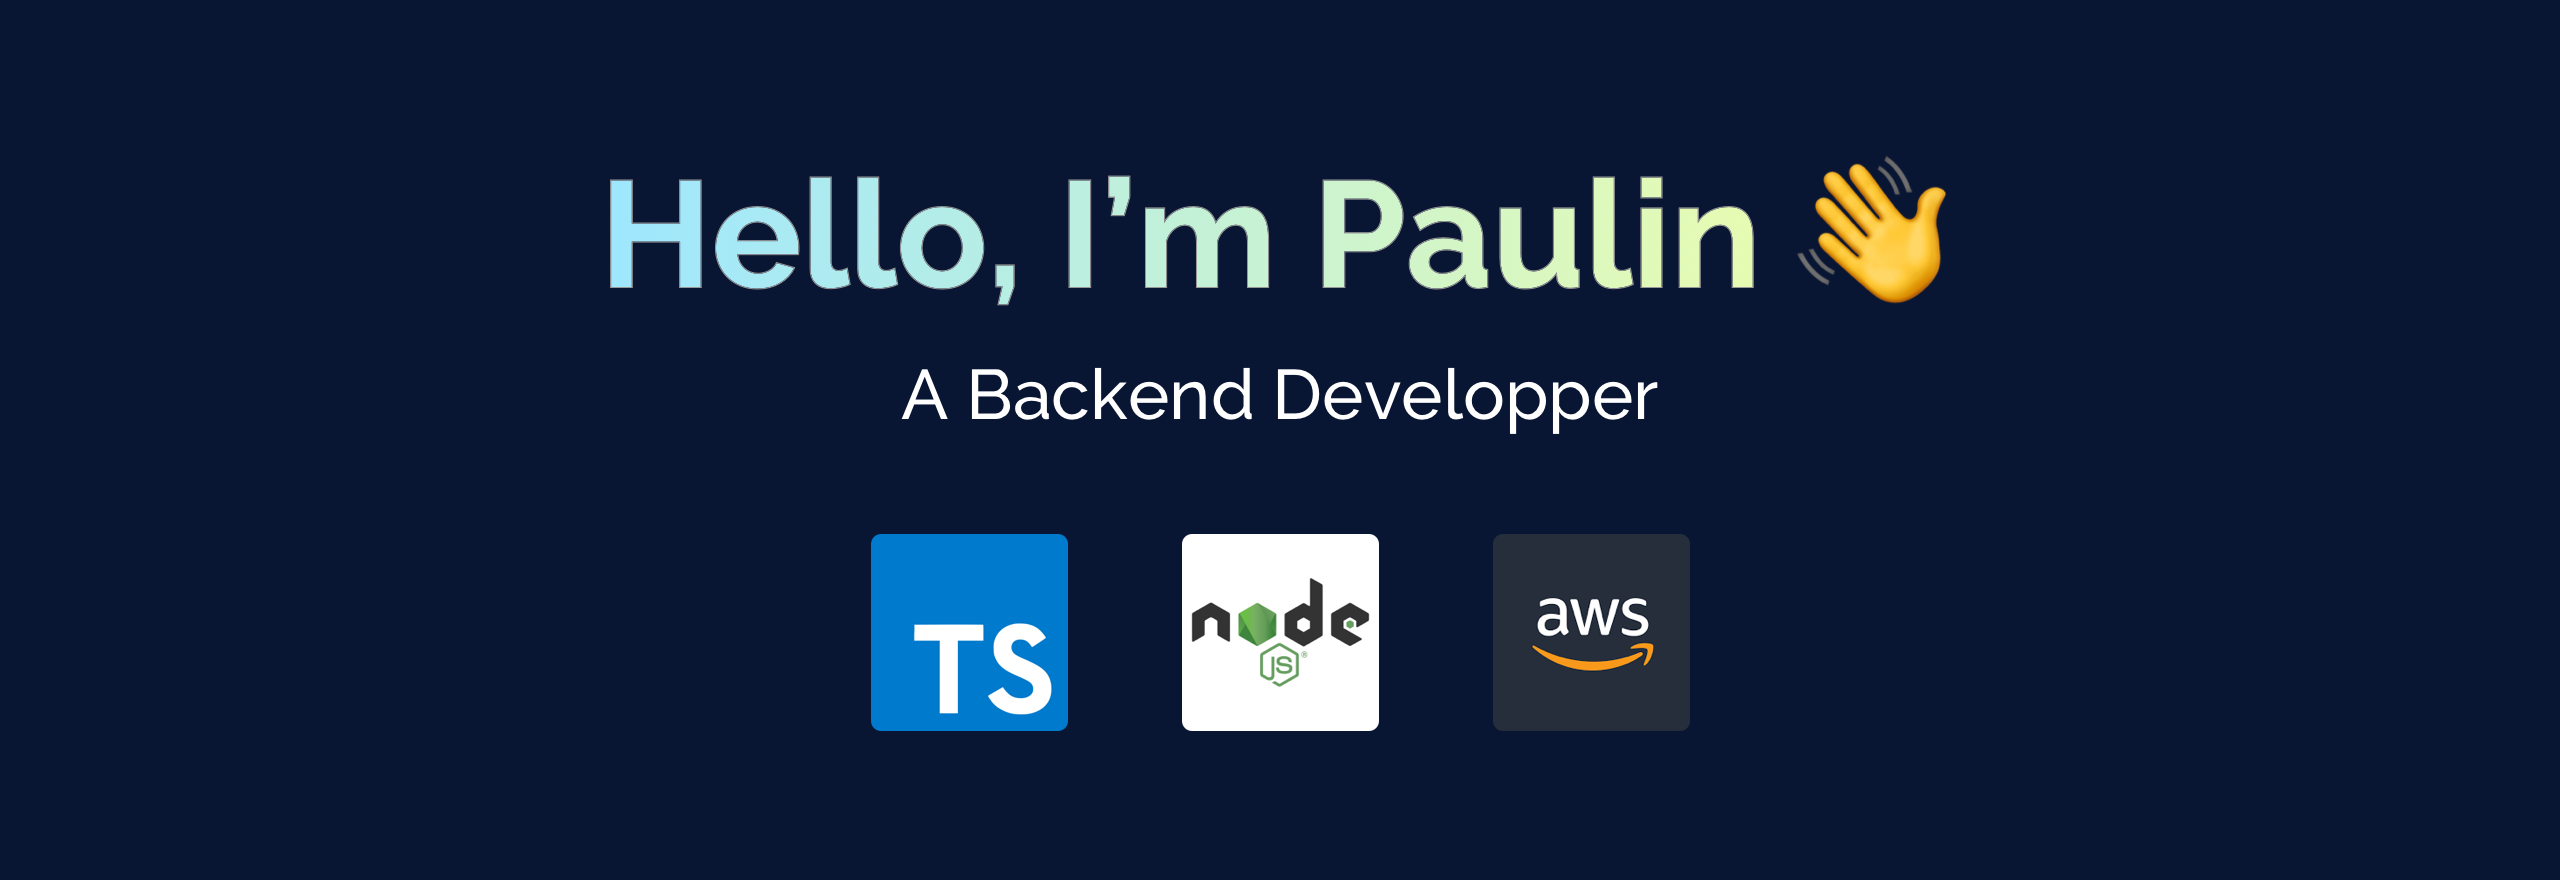 Hello, I’m Paulin 👋
A Backend Developper
TS
node
JS®
aws